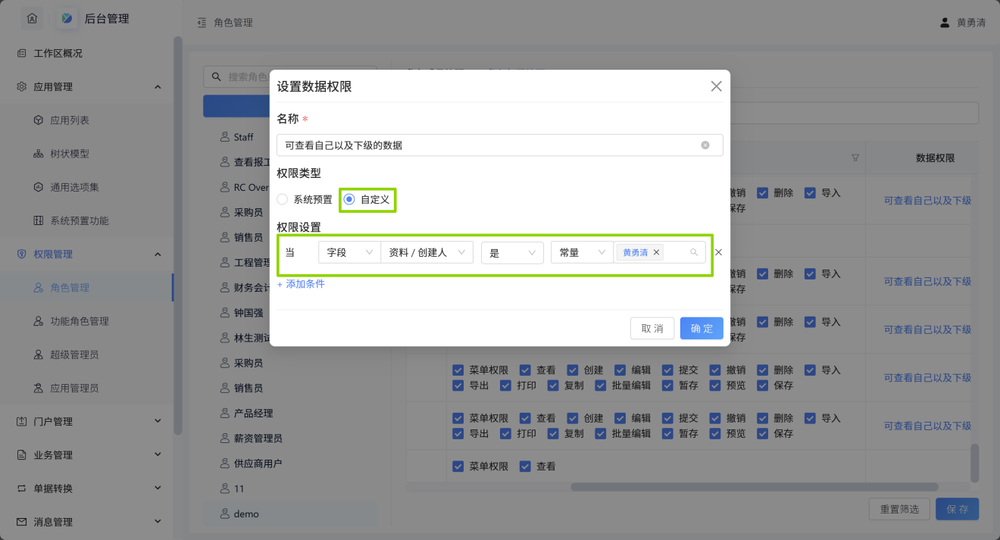 后台管理
角色管理
黄勇清
工作区概况
应用管理
应用列表
树状模型
通用选项集
系统预置功能
权限管理
角色管理
功能角色管理
超级管理员
应用管理员
门户管理
业务管理
单据转换
消息管理
搜索角色
Staff
查看报工
RC Over
采购员
销售员
工程管理
财务会计
钟国强
林生测试
采购员
销售员
产品经理
薪资管理员
供应商用户
11
demo
设置数据权限
名称 *
可查看自己以及下级的数据
权限类型
系统预置 自定义
权限设置
当 字段 资料 / 创建人 是 常量 黄勇清
+ 添加条件
取 消 确 定
数据权限
撤销 删除 导入
保存
可查看自己以及下级
撤销 删除 导入
保存
可查看自己以及下级
撤销 删除 导入
保存
可查看自己以及下级
菜单权限 查看 创建 编辑 提交 撤销 删除 导入
导出 打印 复制 批量编辑 暂存 预览 保存
可查看自己以及下级
菜单权限 查看 创建 编辑 提交 撤销 删除 导入
导出 打印 复制 批量编辑 暂存 预览 保存
可查看自己以及下级
菜单权限 查看
重置筛选 保 存